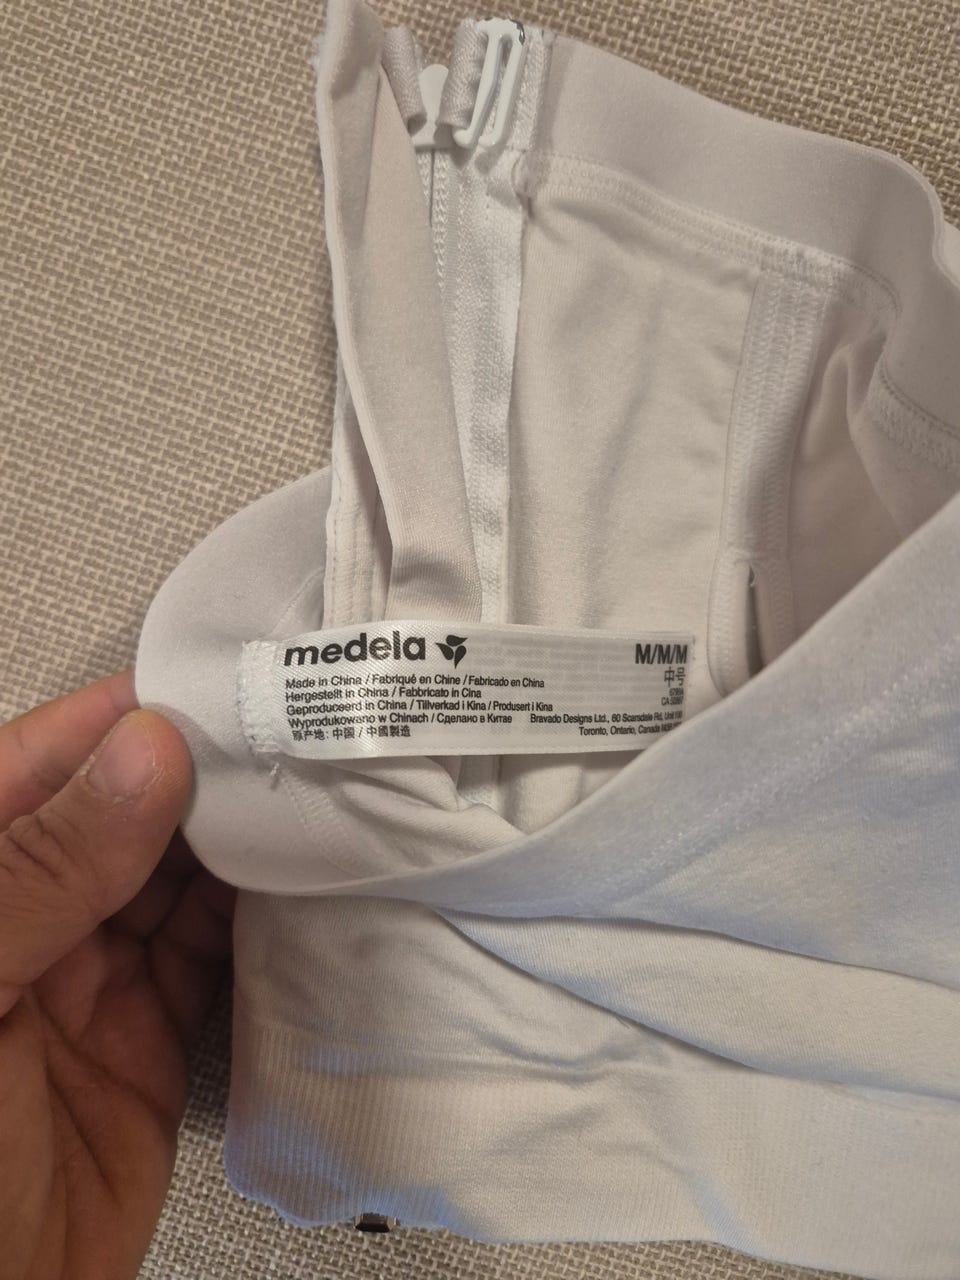 medela
M/M/M
中号
67954
Made in China / Fabriqué en Chine / Fabricado en China
Hergestellt in China / Fabbricato in Cina
Geproduceerd in China / Tillverkad i Kina / Produsert i Kina
Wyprodukowano w Chinach / Сделано в Китае
原产地: 中国 / 中國製造
Bravado Designs Ltd., 60 Scarsdale Rd, Unit
Toronto, Ontario, Canada